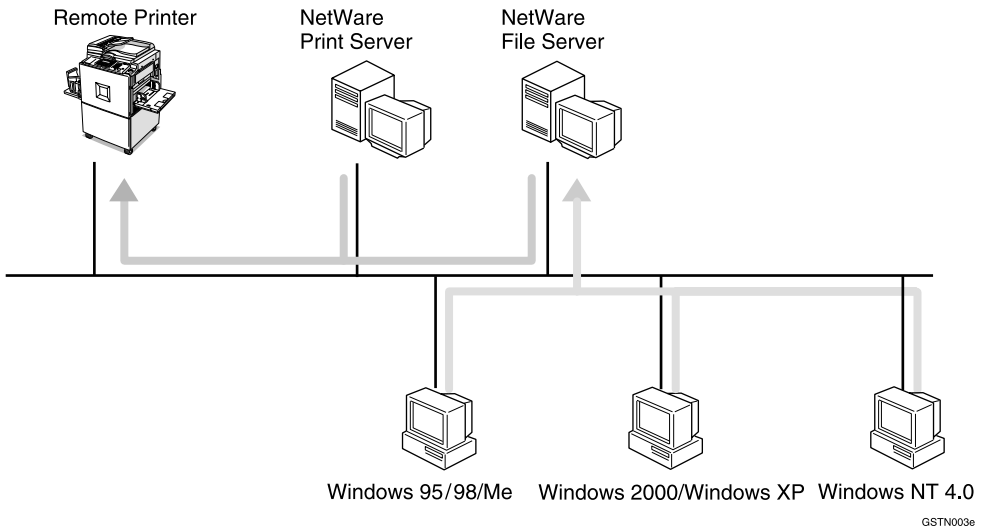 Remote Printer
NetWare
Print Server
NetWare
File Server
Windows 95/98/Me
Windows 2000/Windows XP
Windows NT 4.0
GSTN003e